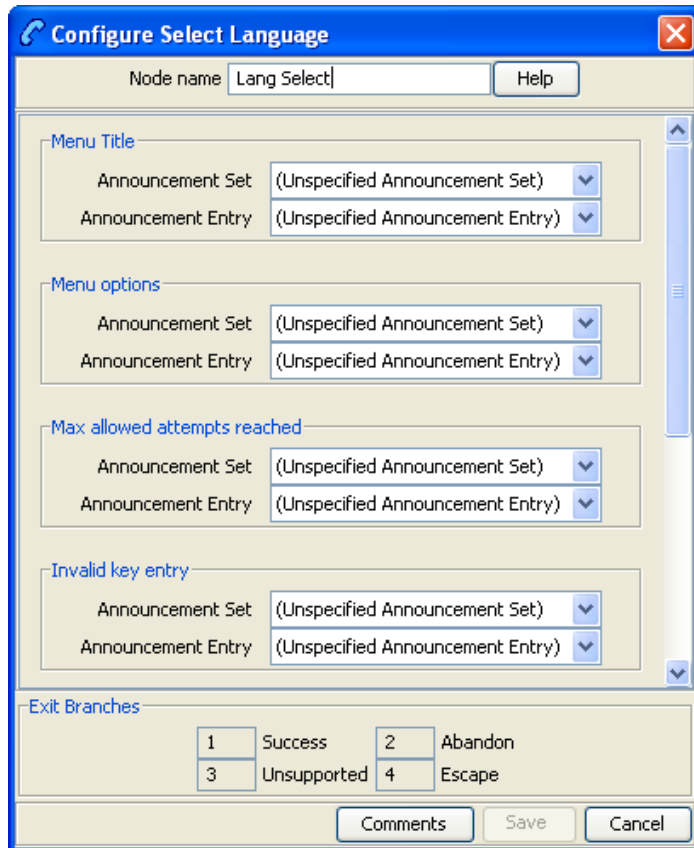 Configure Select Language
Node name Lang Select Help
Menu Title
Announcement Set (Unspecified Announcement Set)
Announcement Entry (Unspecified Announcement Entry)
Menu options
Announcement Set (Unspecified Announcement Set)
Announcement Entry (Unspecified Announcement Entry)
Max allowed attempts reached
Announcement Set (Unspecified Announcement Set)
Announcement Entry (Unspecified Announcement Entry)
Invalid key entry
Announcement Set (Unspecified Announcement Set)
Announcement Entry (Unspecified Announcement Entry)
Exit Branches
1 Success 2 Abandon
3 Unsupported 4 Escape
Comments Save Cancel